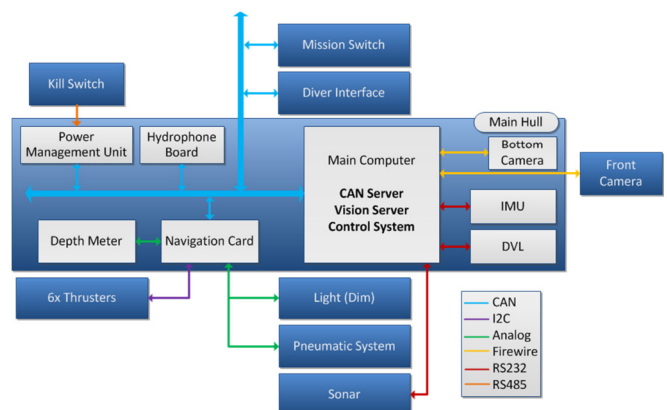 Mission Switch
Kill Switch
Diver Interface
Main Hull
Power
Management Unit
Hydrophone
Board
Main Computer
CAN Server
Vision Server
Control System
Bottom
Camera
Front
Camera
IMU
Depth Meter
Navigation Card
DVL
6x Thrusters
Light (Dim)
Pneumatic System
Sonar
CAN
I2C
Analog
Firewire
RS232
RS485